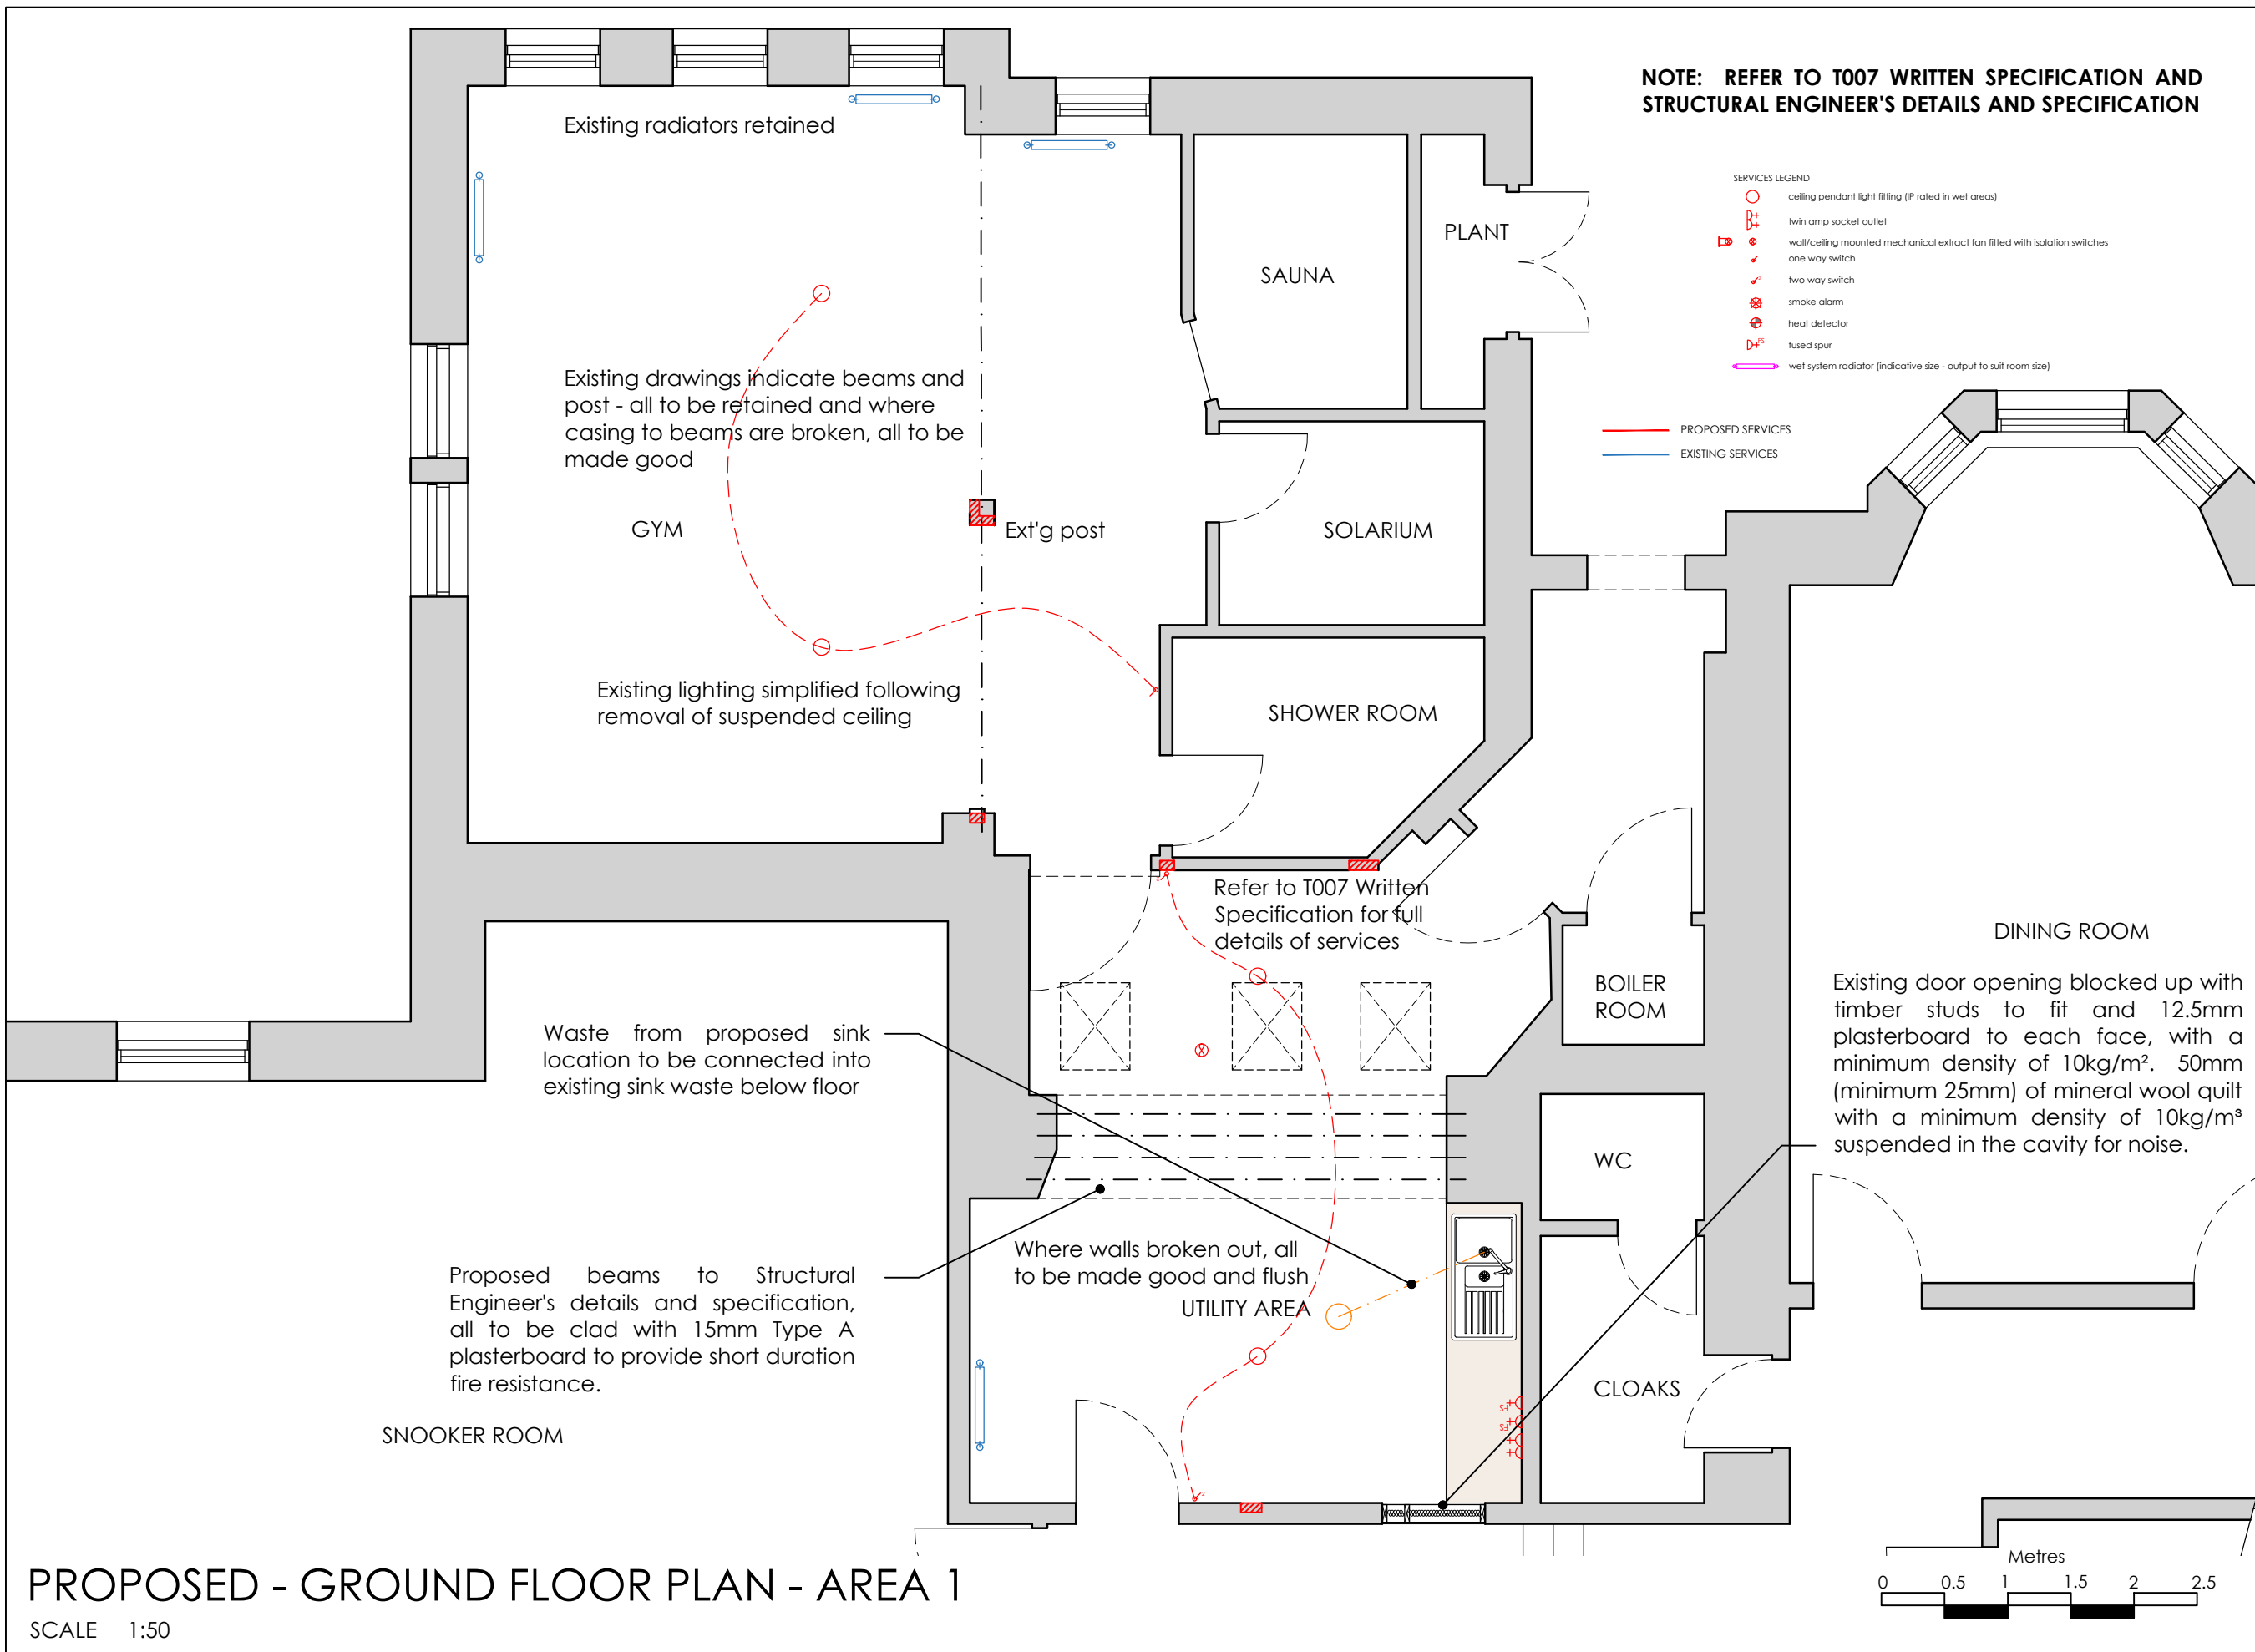 NOTE: REFER TO T007 WRITTEN SPECIFICATION AND
STRUCTURAL ENGINEER'S DETAILS AND SPECIFICATION
SERVICES LEGEND
ceiling pendant light fitting (IP rated in wet areas)
twin amp socket outlet
wall/ceiling mounted mechanical extract fan fitted with isolation switches
one way switch
2
two way switch
smoke alarm
heat detector
FS
fused spur
wet system radiator (indicative size - output to suit room size)
PROPOSED SERVICES
EXISTING SERVICES
Existing radiators retained
PLANT
SAUNA
Existing drawings indicate beams and
post - all to be retained and where
casing to beams are broken, all to be
made good
GYM
Ext'g post
SOLARIUM
Existing lighting simplified following
removal of suspended ceiling
SHOWER ROOM
Refer to T007 Written
Specification for full
details of services
DINING ROOM
BOILER
ROOM
Existing door opening blocked up with
timber studs to fit and 12.5mm
plasterboard to each face, with a
minimum density of 10kg/m². 50mm
(minimum 25mm) of mineral wool quilt
with a minimum density of 10kg/m³
suspended in the cavity for noise.
Waste from proposed sink
location to be connected into
existing sink waste below floor
WC
Where walls broken out, all
to be made good and flush
UTILITY AREA
Proposed beams to Structural
Engineer's details and specification,
all to be clad with 15mm Type A
plasterboard to provide short duration
fire resistance.
CLOAKS
FS
FS
SNOOKER ROOM
2
PROPOSED - GROUND FLOOR PLAN - AREA 1
SCALE 1:50
Metres
0 0.5 1 1.5 2 2.5